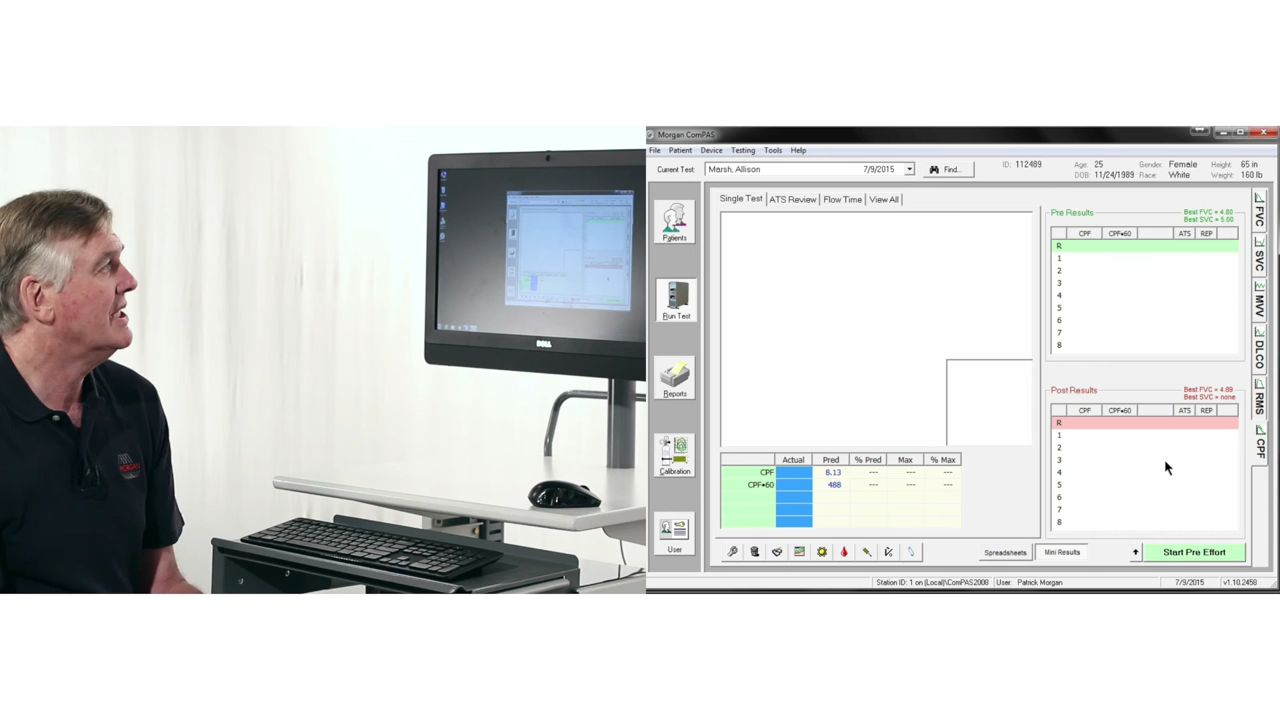 MORGAN
DELL
Morgan ComPAS
File Patient Device Testing Tools Help
Current Test: Marsh, Allison 7/9/2015 Find... ID: 112489 Age: 25 Gender: Female Height: 65 in
DOB: 11/24/1989 Race: White Weight: 160 lb
Patients
Run Test
Reports
Calibration
User
Single Test ATS Review Flow Time View All
Actual Pred % Pred Max % Max
CPF 8.13 --- --- ---
CPF*60 488 --- --- ---
Pre Results Best FVC = 4.80
Best SVC = 5.00
CPF CPF*60 ATS REP
R
1
2
3
4
5
6
7
8
Post Results Best FVC = 4.89
Best SVC = none
CPF CPF*60 ATS REP
R
1
2
3
4
5
6
7
8
FVC
SVC
MVV
DLCO
RMS
CPF
Spreadsheets Mini Results Start Pre Effort
Station ID: 1 on (Local)\ComPAS2008 User: Patrick Morgan 7/9/2015 v1.10.2458